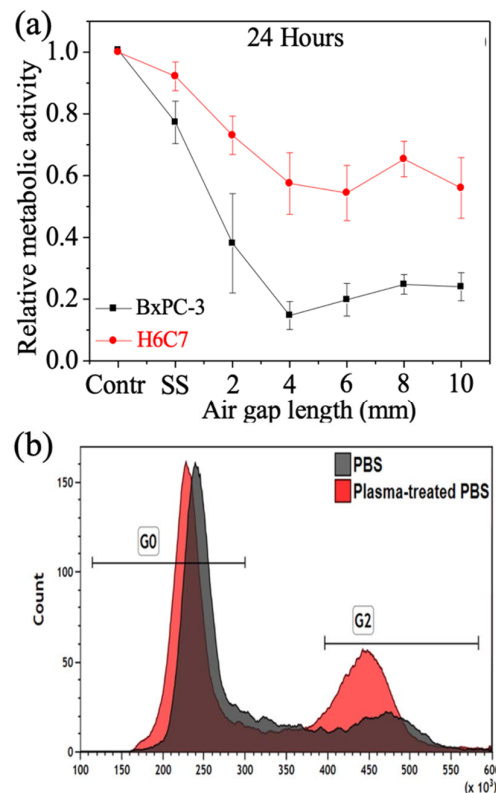 (a)
24 Hours
1.0
0.8
0.6
0.4
0.2
0.0
Relative metabolic activity
BxPC-3
H6C7
Contr SS 2 4 6 8 10
Air gap length (mm)
(b)
PBS
Plasma-treated PBS
G0
G2
150
100
50
0
Count
100 150 200 250 300 350 400 450 500 550 600
(x 10³)